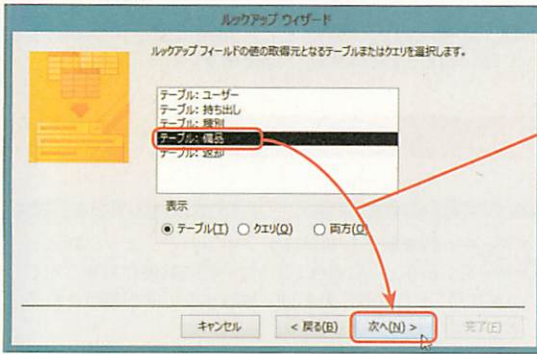 ルックアップ ウィザード
ルックアップ フィールドの値の取得元となるテーブルまたはクエリを選択します。
テーブル: ユーザー
テーブル: 持ち出し
テーブル: 種別
テーブル: 備品
テーブル: 返却
表示
テーブル(T) クエリ(Q) 両方(O)
キャンセル < 戻る(B) 次へ(N) > 完了(F)